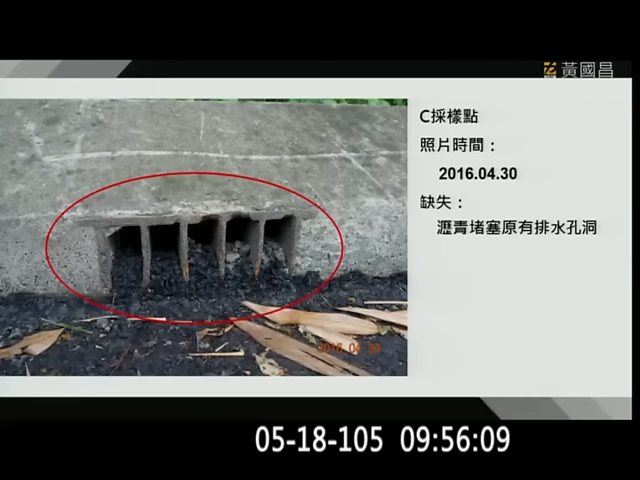 黃國昌
C採樣點
照片時間：
2016.04.30
缺失：
瀝青堵塞原有排水孔洞
05-18-105 09:56:09